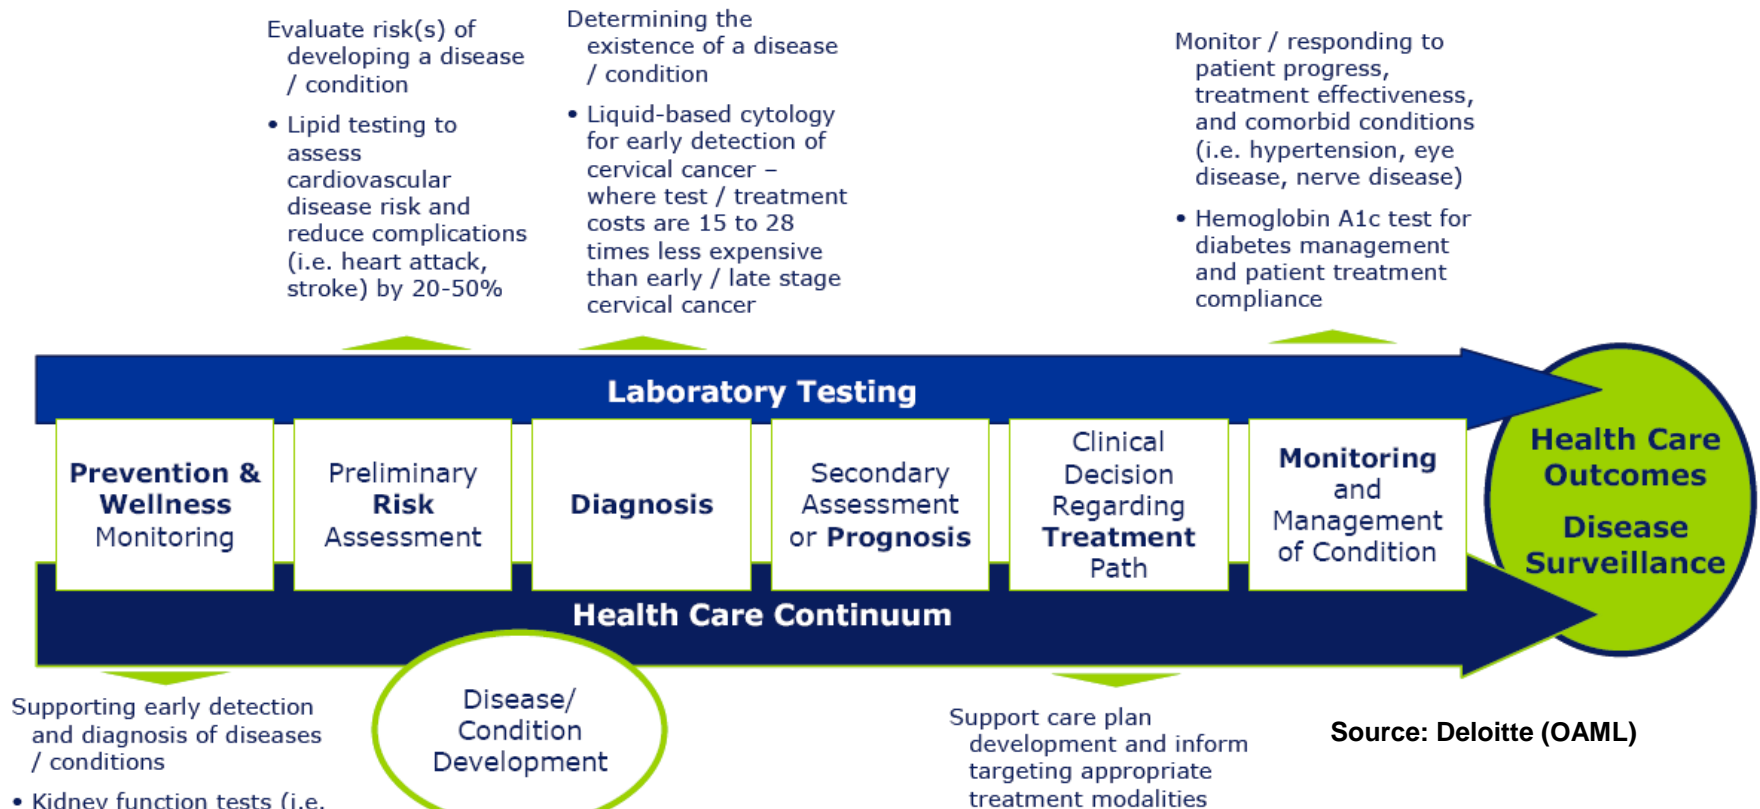 Evaluate risk(s) of
developing a disease
/ condition
• Lipid testing to
assess
cardiovascular
disease risk and
reduce complications
(i.e. heart attack,
stroke) by 20-50%
Determining the
existence of a disease
/ condition
• Liquid-based cytology
for early detection of
cervical cancer –
where test / treatment
costs are 15 to 28
times less expensive
than early / late stage
cervical cancer
Monitor / responding to
patient progress,
treatment effectiveness,
and comorbid conditions
(i.e. hypertension, eye
disease, nerve disease)
• Hemoglobin A1c test for
diabetes management
and patient treatment
compliance
Laboratory Testing
Prevention &
Wellness
Monitoring
Preliminary
Risk
Assessment
Diagnosis
Secondary
Assessment
or Prognosis
Clinical
Decision
Regarding
Treatment
Path
Monitoring
and
Management
of Condition
Health Care
Outcomes
Disease
Surveillance
Health Care Continuum
Supporting early detection
and diagnosis of diseases
/ conditions
• Kidney function tests (i.e.
Disease/
Condition
Development
Support care plan
development and inform
targeting appropriate
treatment modalities
Source: Deloitte (OAML)